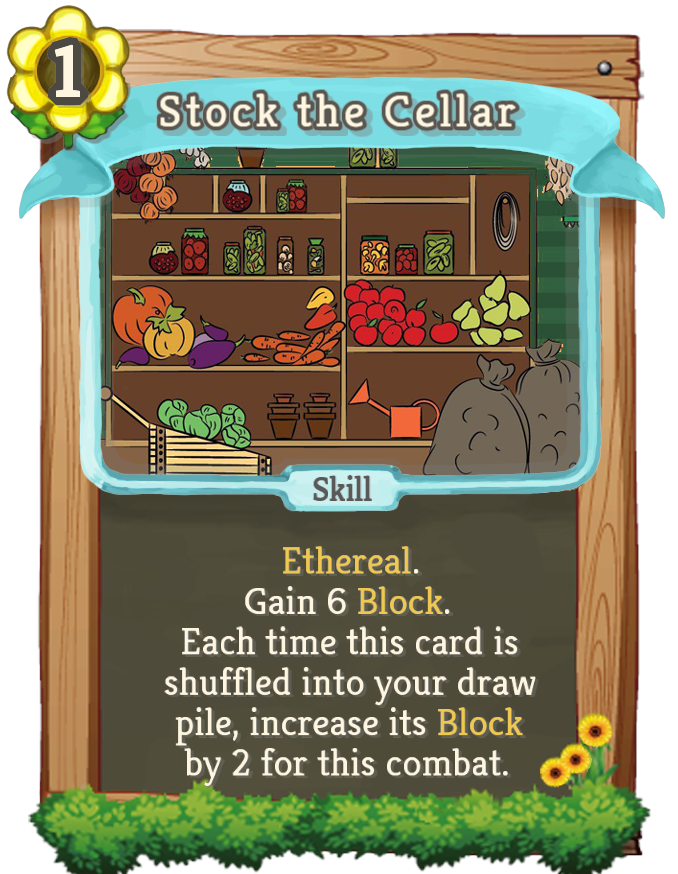 1
Stock the Cellar
Skill
Ethereal.
Gain 6 Block.
Each time this card is
shuffled into your draw
pile, increase its Block
by 2 for this combat.